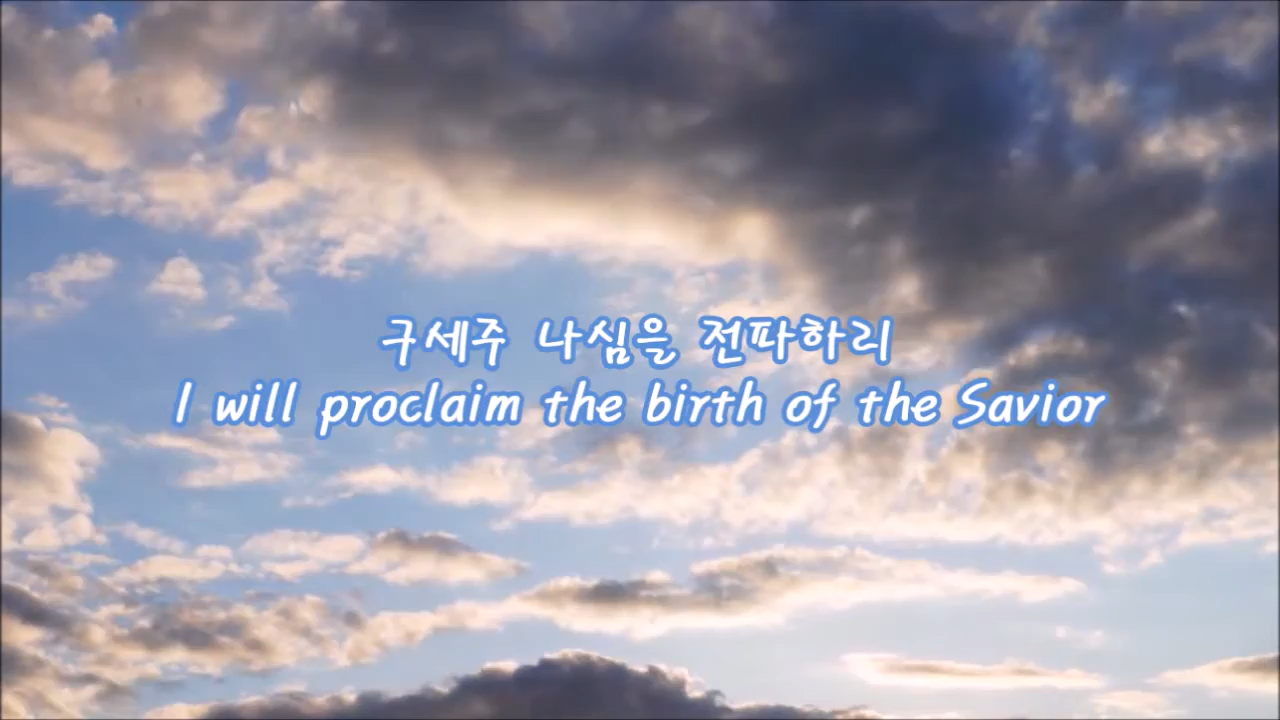 구세주 나심을 전파하리
I will proclaim the birth of the Savior